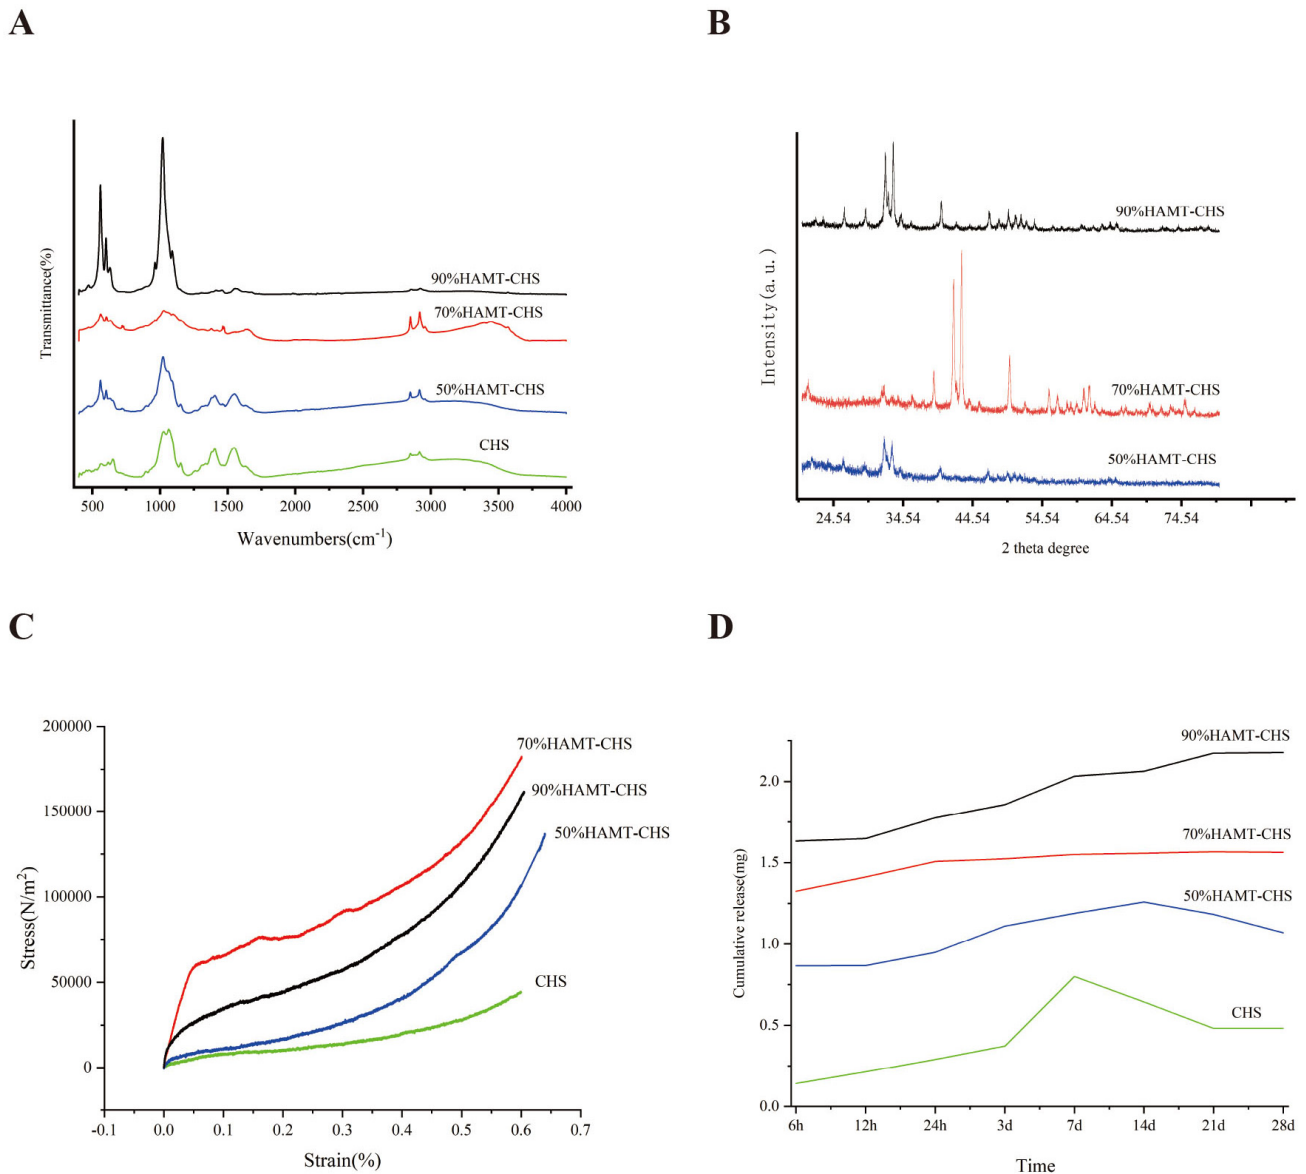 A
Transmittance(%)
90%HAMT-CHS
70%HAMT-CHS
50%HAMT-CHS
CHS
500 1000 1500 2000 2500 3000 3500 4000
Wavenumbers(cm-1)
B
Intensity(a.u.)
90%HAMT-CHS
70%HAMT-CHS
50%HAMT-CHS
24.54 34.54 44.54 54.54 64.54 74.54
2 theta degree
C
Stress(N/m2)
200000
150000
100000
50000
0
70%HAMT-CHS
90%HAMT-CHS
50%HAMT-CHS
CHS
-0.1 0.0 0.1 0.2 0.3 0.4 0.5 0.6 0.7
Strain(%)
D
Cumulative release(mg)
2.0
1.5
1.0
0.5
0.0
90%HAMT-CHS
70%HAMT-CHS
50%HAMT-CHS
CHS
6h 12h 24h 3d 7d 14d 21d 28d
Time